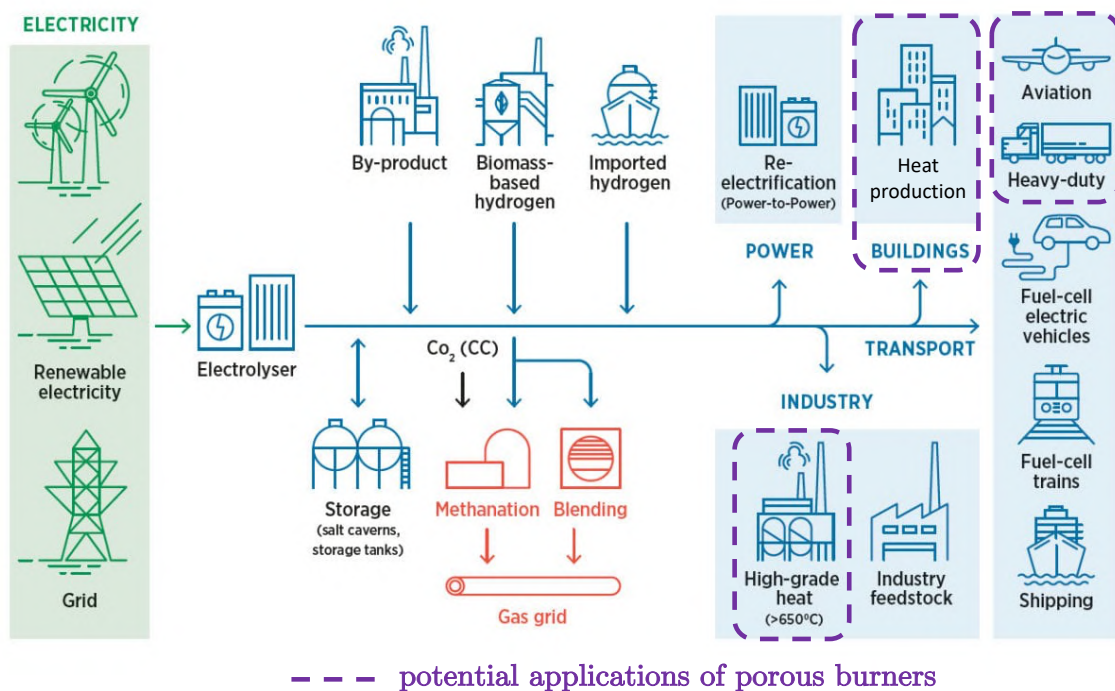 ELECTRICITY
Renewable
electricity
Grid
Electrolyser
By-product
Biomass-
based
hydrogen
Imported
hydrogen
Co₂ (CC)
Storage
(salt caverns,
storage tanks)
Methanation
Blending
Gas grid
Re-
electrification
(Power-to-Power)
POWER
Heat
production
BUILDINGS
TRANSPORT
INDUSTRY
High-grade
heat
(>650ºC)
Industry
feedstock
Aviation
Heavy-duty
Fuel-cell
electric
vehicles
Fuel-cell
trains
Shipping
potential applications of porous burners